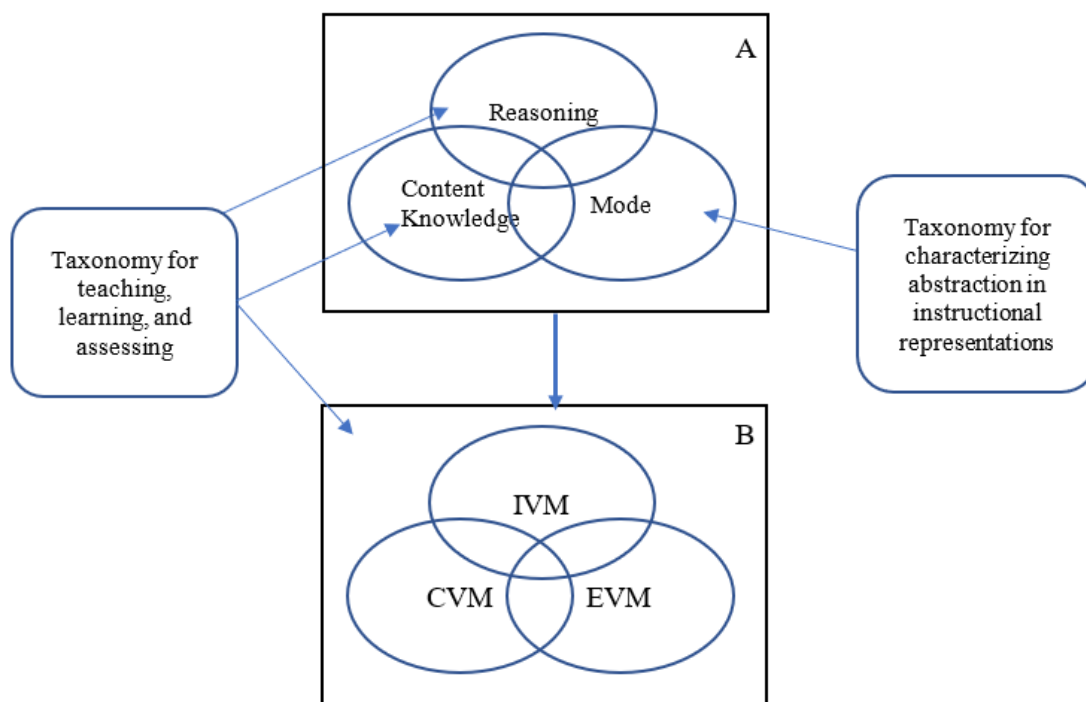 A
Reasoning
Content
Knowledge
Mode
Taxonomy for
teaching,
learning, and
assessing
Taxonomy for
characterizing
abstraction in
instructional
representations
B
IVM
CVM
EVM